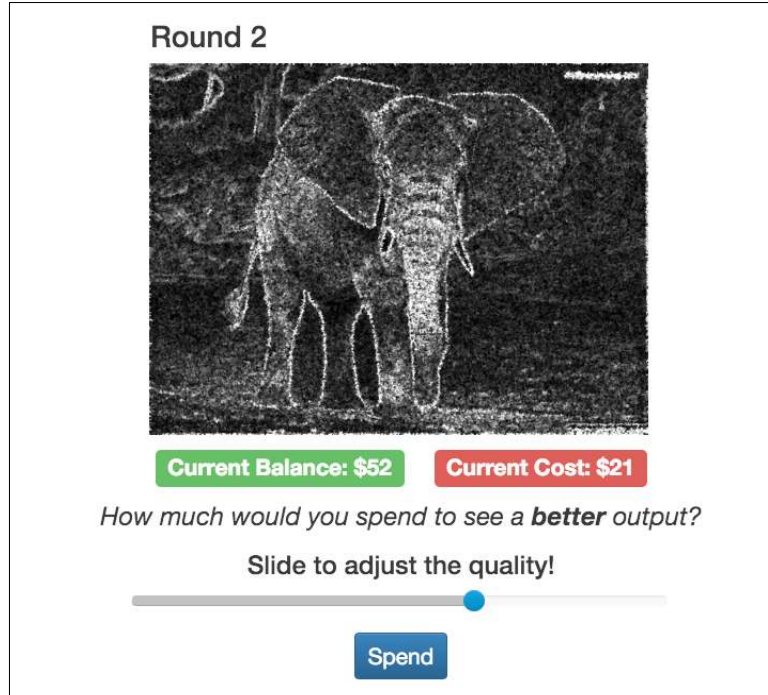 Round 2
Current Balance: $52 Current Cost: $21
How much would you spend to see a better output?
Slide to adjust the quality!
Spend